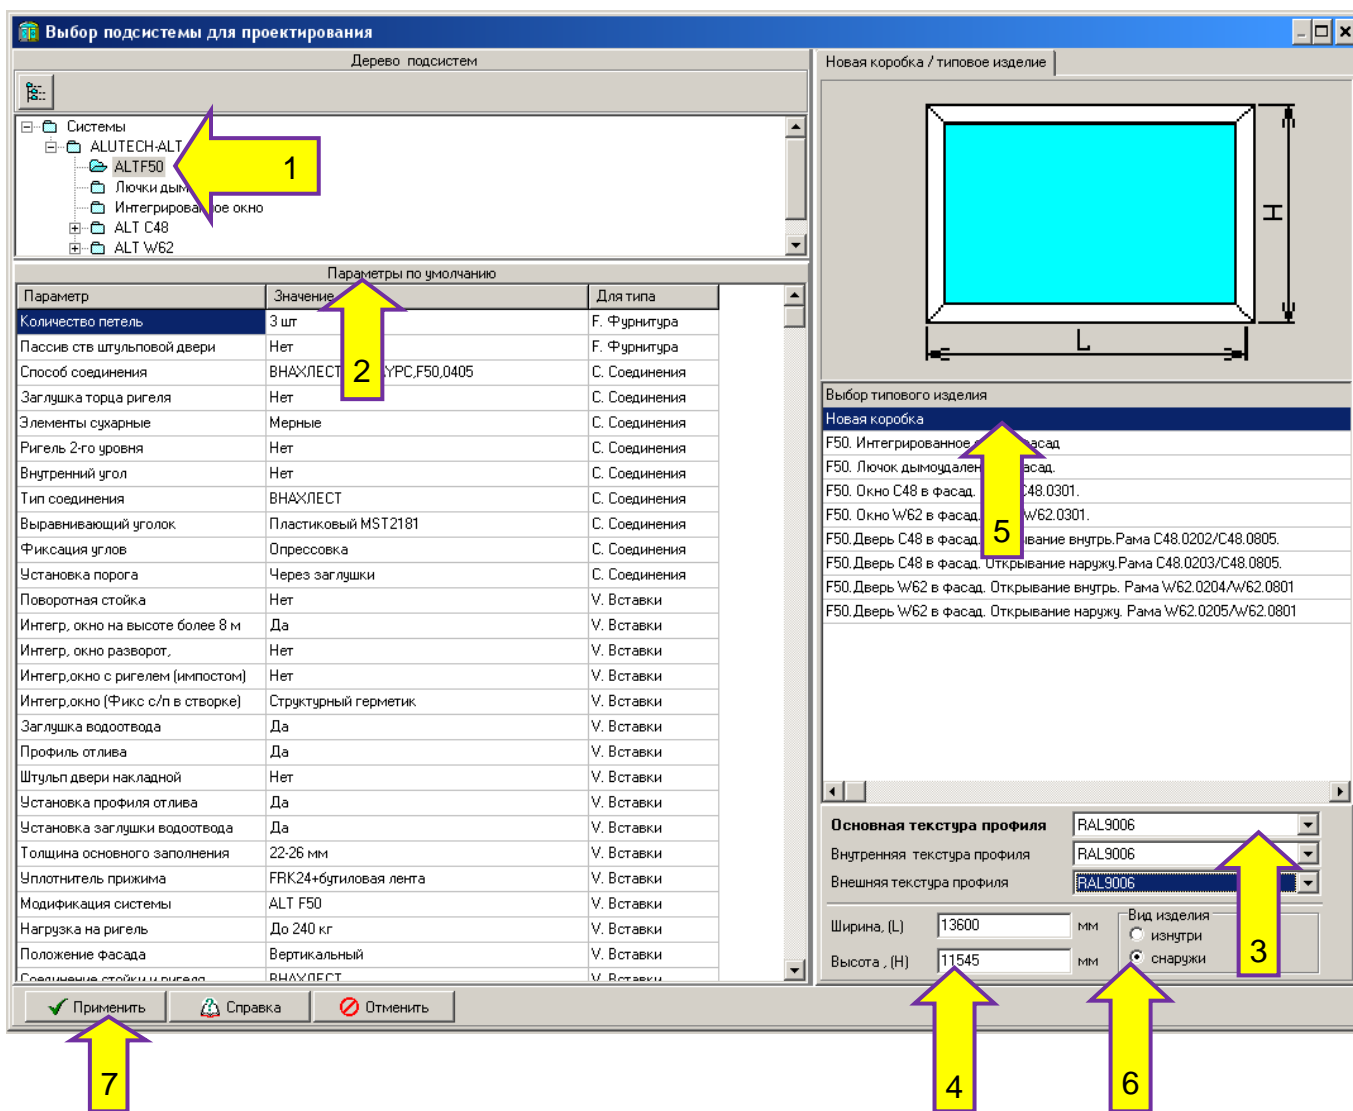 Выбор подсистемы для проектирования
Дерево подсистем
Системы
ALUTECH-ALT
ALTF50
1
Лючки
Интегрированное окно
ALT C48
ALT W62
Параметры по умолчанию
Параметр Значение Для типа
Количество петель 3 шт F. Фурнитура
Пассив ств штульповой двери Нет F. Фурнитура
Способ соединения ВНАХЛЕСТ 2 F50,0405 С. Соединения
Заглушка торца ригеля Нет С. Соединения
Элементы сухарные Мерные С. Соединения
Ригель 2-го уровня Нет С. Соединения
Внутренний угол Нет С. Соединения
Тип соединения ВНАХЛЕСТ С. Соединения
Выравнивающий уголок Пластиковый MST2181 С. Соединения
Фиксация углов Опрессовка С. Соединения
Установка порога Через заглушки С. Соединения
Поворотная стойка Нет V. Вставки
Интегр, окно на высоте более 8 м Да V. Вставки
Интегр, окно разворот, Нет V. Вставки
Интегр,окно с ригелем (импостом) Нет V. Вставки
Интегр,окно (Фикс с/п в створке) Структурный герметик V. Вставки
Заглушка водоотвода Да V. Вставки
Профиль отлива Да V. Вставки
Штульп двери накладной Нет V. Вставки
Установка профиля отлива Да V. Вставки
Установка заглушки водоотвода Да V. Вставки
Толщина основного заполнения 22-26 мм V. Вставки
Уплотнитель прижима FRK24+бутиловая лента V. Вставки
Модификация системы ALT F50 V. Вставки
Нагрузка на ригель До 240 кг V. Вставки
Положение фасада Вертикальный V. Вставки
Соединение стойки и ригеля ВНАХЛЕСТ V. Вставки
Применить
Справка
Отменить
7
Новая коробка / типовое изделие
H
L
Выбор типового изделия
Новая коробка
F50. Интегрированное фасад
F50. Лючок дымоудален фасад.
F50. Окно C48 в фасад. C48.0301.
F50. Окно W62 в фасад. W62.0301.
5
F50.Дверь C48 в фасад. Открывание внутрь.Рама C48.0202/C48.0805.
F50.Дверь C48 в фасад. Открывание наружу.Рама C48.0203/C48.0805.
F50.Дверь W62 в фасад. Открывание внутрь. Рама W62.0204/W62.0801
F50.Дверь W62 в фасад. Открывание наружу. Рама W62.0205/W62.0801
Основная текстура профиля RAL9006
Внутренняя текстура профиля RAL9006
Внешняя текстура профиля RAL9006
3
Ширина, (L) 13600 мм
Высота , (H) 11545 мм
Вид изделия
изнутри
снаружи
4
6